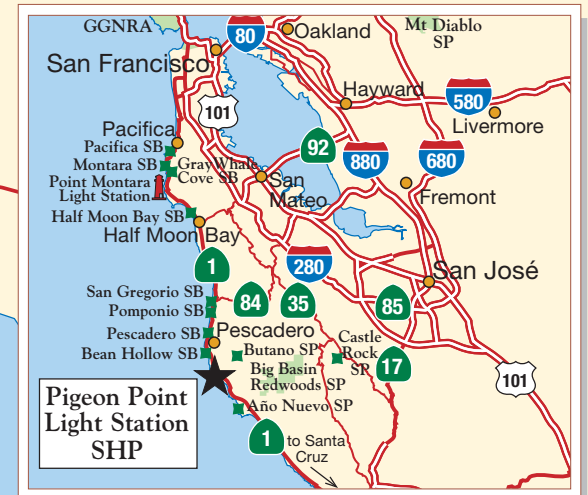 GGNRA
80
Oakland
Mt Diablo
SP
San Francisco
Hayward
580
101
Livermore
Pacifica
92
880
680
Pacifica SB
Montara SB
GrayWhale
Cove SB
Point Montara
Light Station
San
Mateo
Fremont
Half Moon Bay SB
Half Moon Bay
1
280
San José
San Gregorio SB
84
35
85
Pomponio SB
Pescadero SB
Pescadero
Castle
Rock
SP
Bean Hollow SB
Butano SP
17
Big Basin
Redwoods SP
101
Pigeon Point
Light Station
SHP
Año Nuevo SP
1
to Santa
Cruz